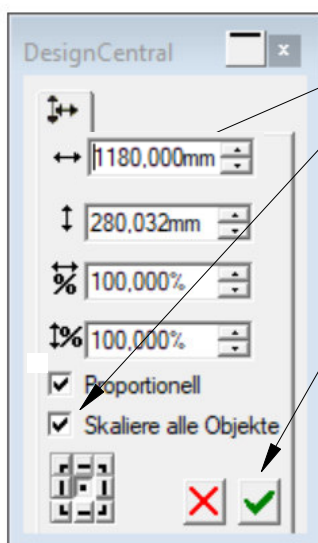 DesignCentral
1180,000mm
280,032mm
% 100,000%
% 100,000%
Proportionell
Skaliere alle Objekte